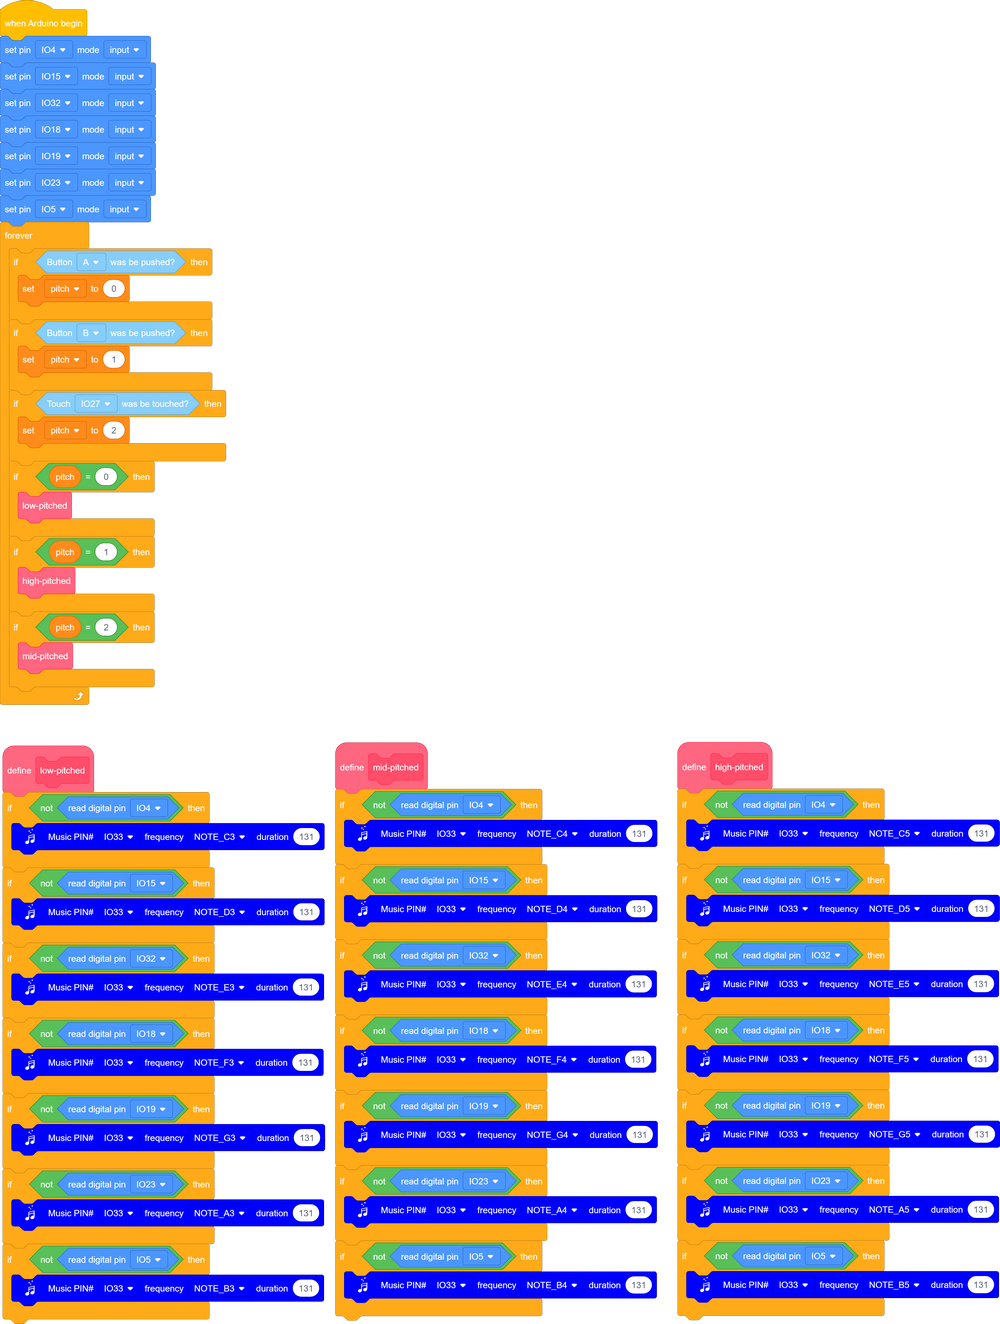 when Arduino begin
set pin IO4 mode input
set pin IO15 mode input
set pin IO32 mode input
set pin IO18 mode input
set pin IO19 mode input
set pin IO23 mode input
set pin IO5 mode input
forever
if Button A was be pushed? then
set pitch to 0
if Button B was be pushed? then
set pitch to 1
if Touch IO27 was be touched? then
set pitch to 2
if pitch = 0 then
low-pitched
if pitch = 1 then
high-pitched
if pitch = 2 then
mid-pitched
define low-pitched
if not read digital pin IO4 then
Music PIN# IO33 frequency NOTE_C3 duration 131
if not read digital pin IO15 then
Music PIN# IO33 frequency NOTE_D3 duration 131
if not read digital pin IO32 then
Music PIN# IO33 frequency NOTE_E3 duration 131
if not read digital pin IO18 then
Music PIN# IO33 frequency NOTE_F3 duration 131
if not read digital pin IO19 then
Music PIN# IO33 frequency NOTE_G3 duration 131
if not read digital pin IO23 then
Music PIN# IO33 frequency NOTE_A3 duration 131
if not read digital pin IO5 then
Music PIN# IO33 frequency NOTE_B3 duration 131
define mid-pitched
if not read digital pin IO4 then
Music PIN# IO33 frequency NOTE_C4 duration 131
if not read digital pin IO15 then
Music PIN# IO33 frequency NOTE_D4 duration 131
if not read digital pin IO32 then
Music PIN# IO33 frequency NOTE_E4 duration 131
if not read digital pin IO18 then
Music PIN# IO33 frequency NOTE_F4 duration 131
if not read digital pin IO19 then
Music PIN# IO33 frequency NOTE_G4 duration 131
if not read digital pin IO23 then
Music PIN# IO33 frequency NOTE_A4 duration 131
if not read digital pin IO5 then
Music PIN# IO33 frequency NOTE_B4 duration 131
define high-pitched
if not read digital pin IO4 then
Music PIN# IO33 frequency NOTE_C5 duration 131
if not read digital pin IO15 then
Music PIN# IO33 frequency NOTE_D5 duration 131
if not read digital pin IO32 then
Music PIN# IO33 frequency NOTE_E5 duration 131
if not read digital pin IO18 then
Music PIN# IO33 frequency NOTE_F5 duration 131
if not read digital pin IO19 then
Music PIN# IO33 frequency NOTE_G5 duration 131
if not read digital pin IO23 then
Music PIN# IO33 frequency NOTE_A5 duration 131
if not read digital pin IO5 then
Music PIN# IO33 frequency NOTE_B5 duration 131